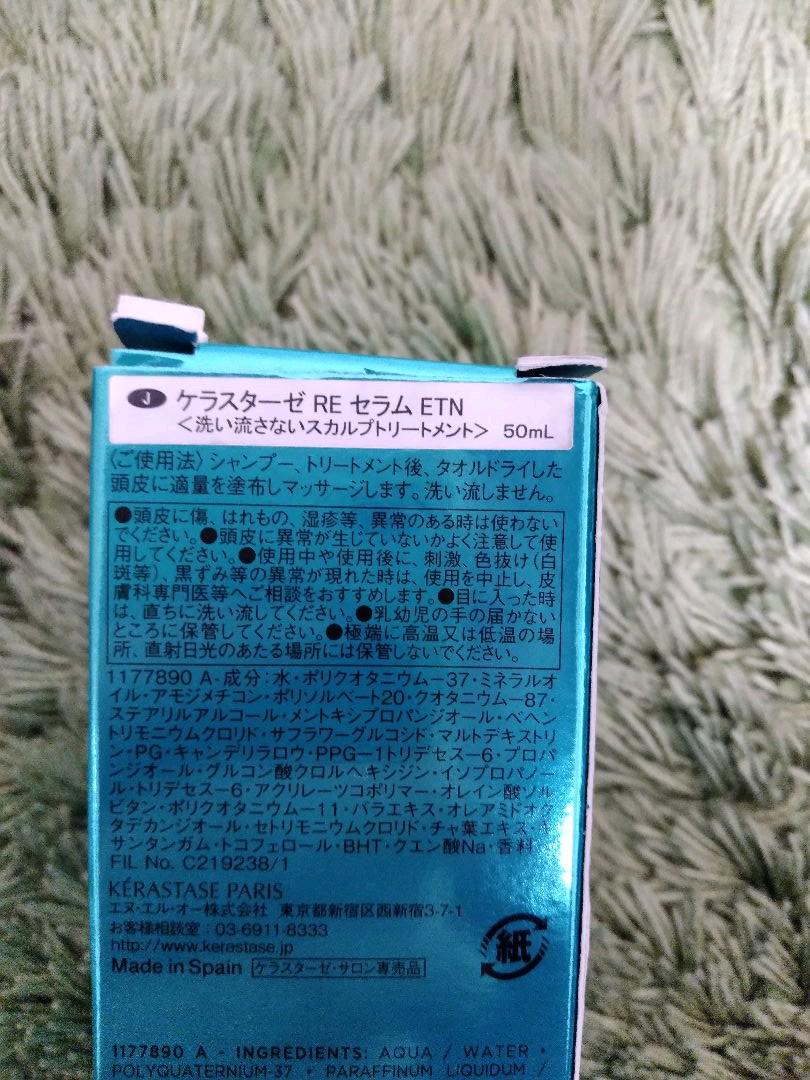 J ケラスターゼ RE セラム ETN
<洗い流さないスカルプトリートメント> 50mL
〈ご使用法〉シャンプー、トリートメント後、タオルドライした
頭皮に適量を塗布しマッサージします。洗い流しません。
●頭皮に傷、はれもの、湿疹等、異常のある時は使わない
でください。●頭皮に異常が生じていないかよく注意して使
用してください。●使用中や使用後に、刺激、色抜け(白
斑等)、黒ずみ等の異常が現れた時は、使用を中止し、皮
膚科専門医等へご相談をおすすめします。●目に入った時
は、直ちに洗い流してください。●乳幼児の手の届かない
ところに保管してください。●極端に高温又は低温の場
所、直射日光のあたる場所には保管しないでください。
1177890 A-成分:水・ポリクオタニウム-37・ミネラルオ
イル・アモジメチコン・ポリソルベート20・クオタニウム-87・
ステアリルアルコール・メントキシプロパンジオール・ベヘン
トリモニウムクロリド・サフラワーグルコシド・マルトデキストリ
ン・PG・キャンデリラロウ・PPG-1トリデセス-6・プロパ
ンジオール・グルコン酸クロルヘキシジン・イソプロパノー
ル・トリデセス-6・アクリレーツコポリマー・オレイン酸ソル
ビタン・ポリクオタニウム-11・バラエキス・オレアミドオク
タデカンジオール・セトリモニウムクロリド・チャ葉エキス・キ
サンタンガム・トコフェロール・BHT・クエン酸Na・香料
FIL No. C219238/1
KÉRASTASE PARIS
エヌ・エル・オー株式会社 東京都新宿区西新宿3-7-1
お客様相談室:03-6911-8333
http://www.kerastase.jp
紙
Made in Spain ケラスターゼ・サロン専売品
1177890 A - INGREDIENTS: AQUA / WATER •
POLYQUATERNIUM-37 • PARAFFINUM LIQUIDUM /